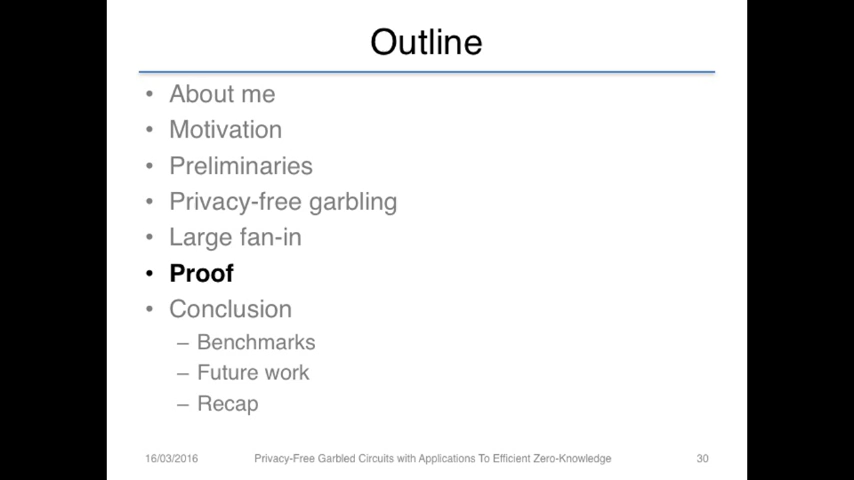 Outline
• About me
• Motivation
• Preliminaries
• Privacy-free garbling
• Large fan-in
• Proof
• Conclusion
– Benchmarks
– Future work
– Recap
16/03/2016 Privacy-Free Garbled Circuits with Applications To Efficient Zero-Knowledge 30